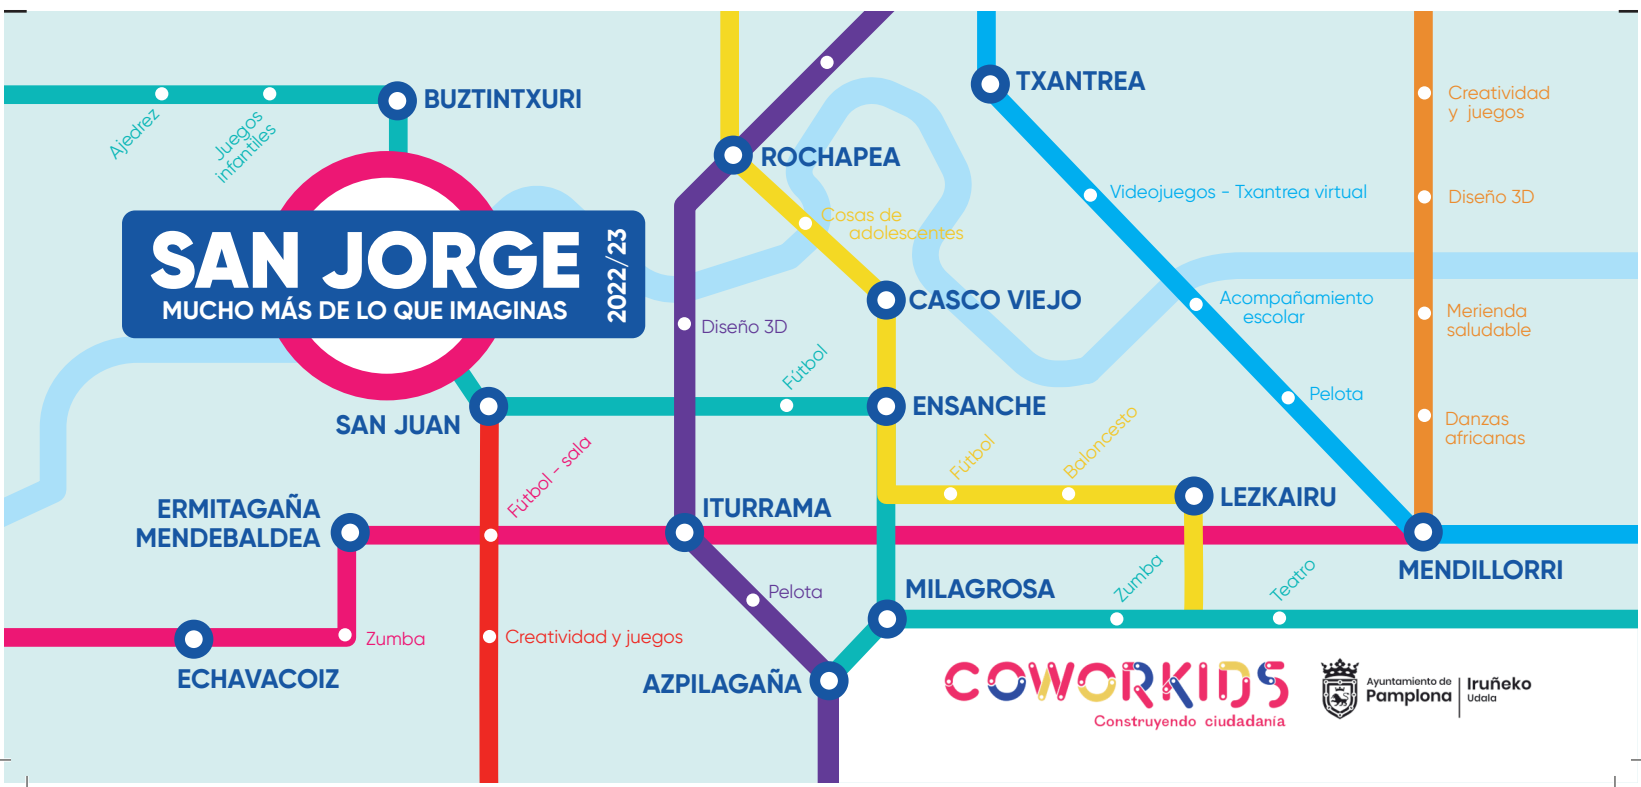 BUZTINTXURI
Ajedrez
Juegos
infantiles
SAN JORGE
MUCHO MÁS DE LO QUE IMAGINAS
2022/23
ROCHAPEA
Cosas de
adolescentes
TXANTREA
Videojuegos - Txantrea virtual
Acompañamiento
escolar
Pelota
Creatividad
y juegos
Diseño 3D
Merienda
saludable
Danzas
africanas
CASCO VIEJO
Diseño 3D
Fútbol
ENSANCHE
SAN JUAN
Fútbol - sala
Fútbol
Baloncesto
LEZKAIRU
ERMITAGAÑA
MENDEBALDEA
ITURRAMA
MENDILLORRI
Zumba
ECHAVACOIZ
Creatividad y juegos
Pelota
MILAGROSA
Zumba
Teatro
AZPILAGAÑA
COWORKIDS
Construyendo ciudadanía
Ayuntamiento de
Pamplona
Iruñeko
Udala